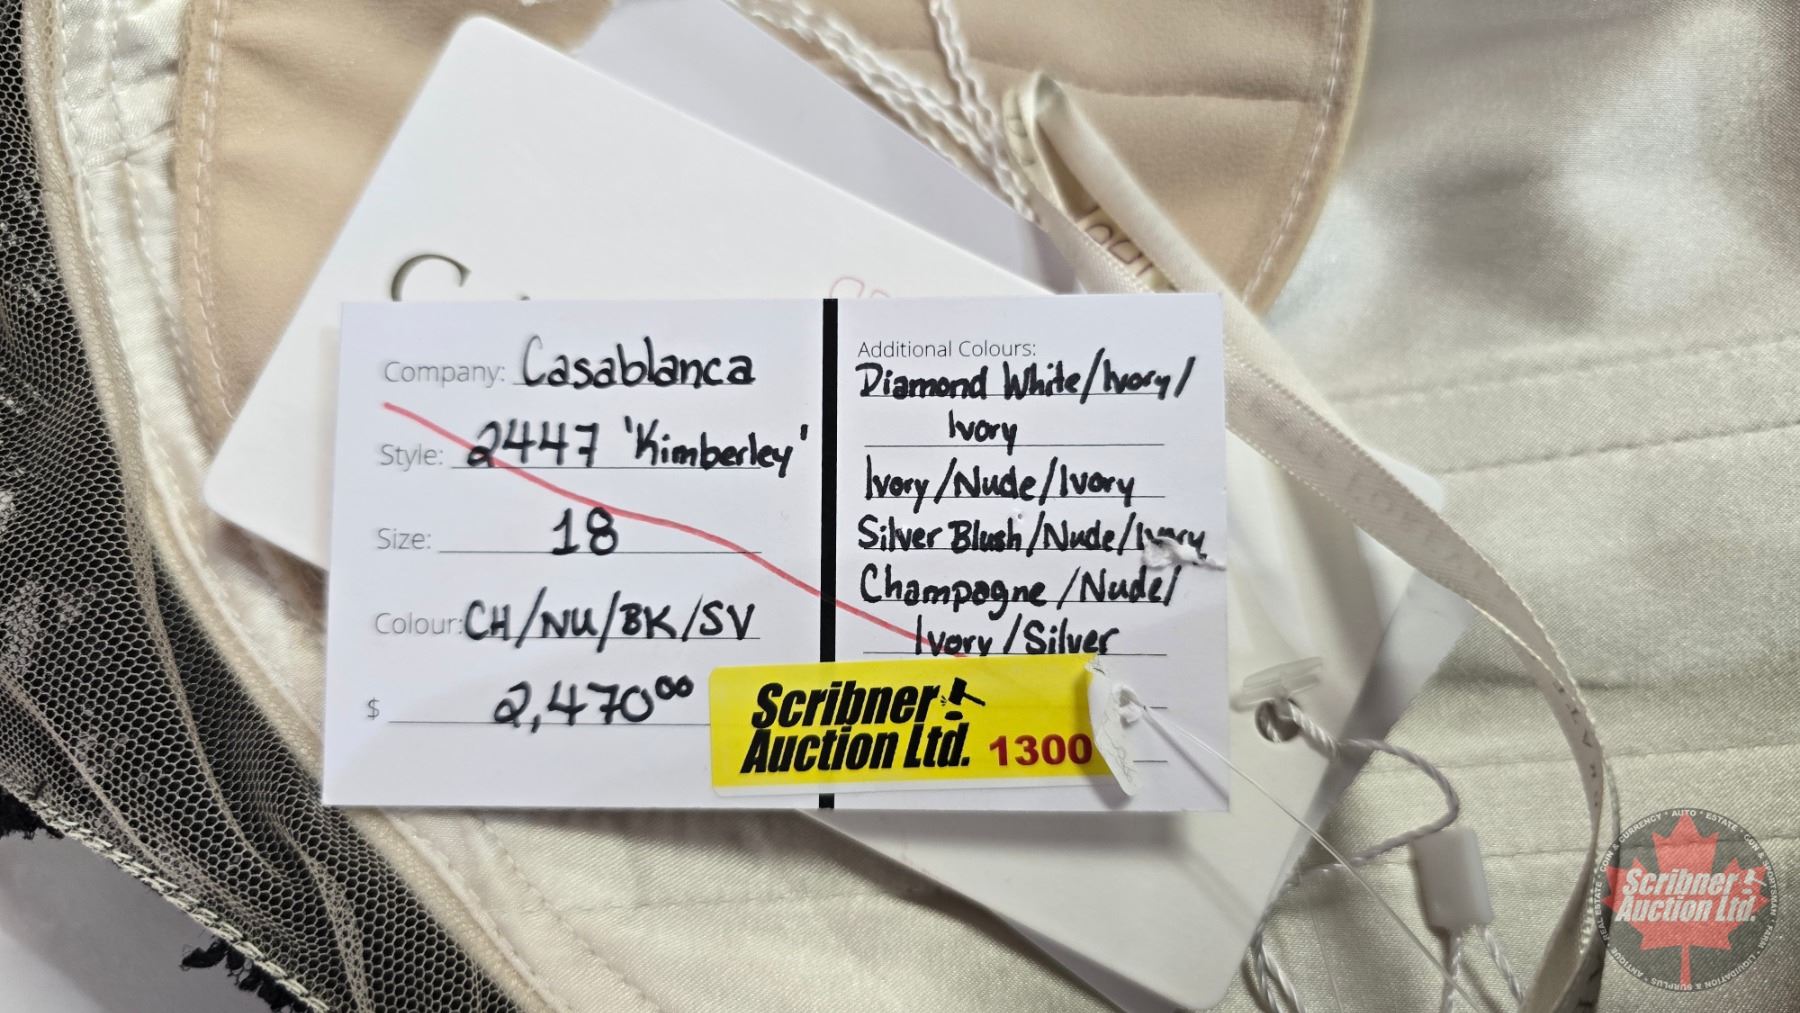 Company: Casablanca
Style: 2447 'Kimberley'
Size: 18
Colour: CH/NU/BK/SV
$ 2,470.00
Additional Colours:
Diamond White/Ivory/
Ivory
Ivory/Nude/Ivory
Silver Blush/Nude/Ivory
Champagne/Nude/
Ivory/Silver
Scribner
Auction Ltd. 1300
Scribner
Auction Ltd.